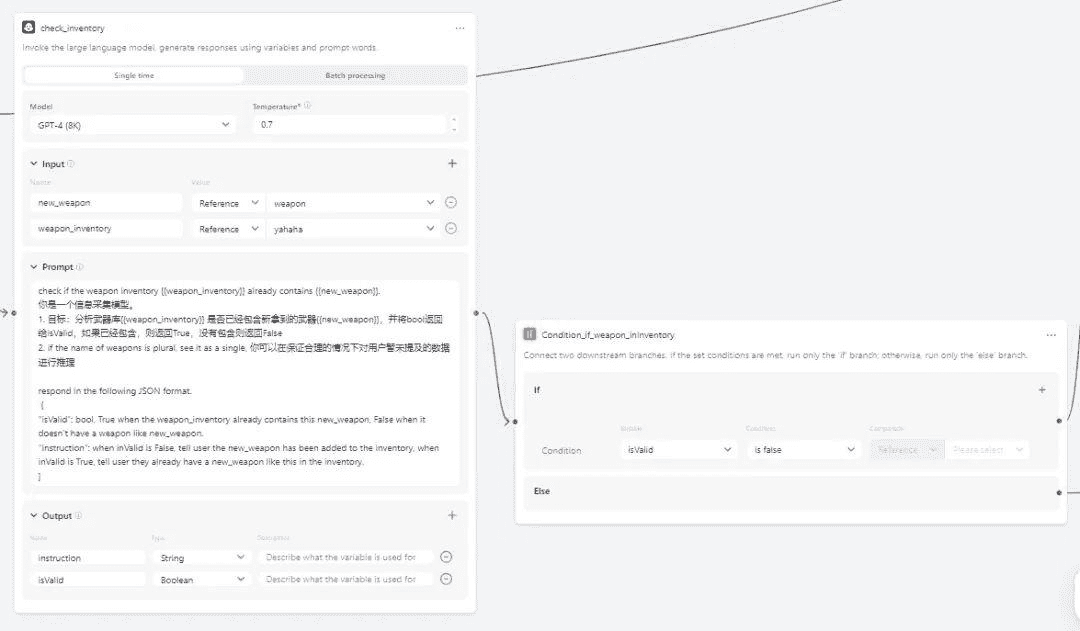 check_inventory
Invoke the large language model, generate responses using variables and prompt words.
Single time
Batch processing
Model
Temperature*
GPT-4 (8K)
0.7
Input
Name
Value
new_weapon
Reference
weapon
weapon_inventory
Reference
yahaha
Prompt
check if the weapon inventory {{weapon_inventory}} already contains {{new_weapon}}.
你是一个信息采集模型。
1. 目标：分析武器库{{weapon_inventory}} 是否已经包含新拿到的武器{{new_weapon}}，并将bool返回
给isValid，如果已经包含，则返回True，没有包含则返回False
2. if the name of weapons is plural, see it as a single, 你可以在保证合理的情况下对用户暂未提及的数据
进行推理
respond in the following JSON format.
{
"isValid": bool, True when the weapon_inventory already contains this new_weapon, False when it
doesn't have a weapon like new_weapon.
"instruction": when inValid is False, tell user the new_weapon has been added to the inventory, when
inValid is True, tell user they already have a new_weapon like this in the inventory.
}
Output
Name
Type
Description
instruction
String
Describe what the variable is used for
isValid
Boolean
Describe what the variable is used for
Condition_if_weapon_inInventory
Connect two downstream branches, if the set conditions are met, run only the 'if' branch; otherwise, run only the 'else' branch.
If
Variable
Condition
Condition
isValid
is false
Reference
Please select
Else